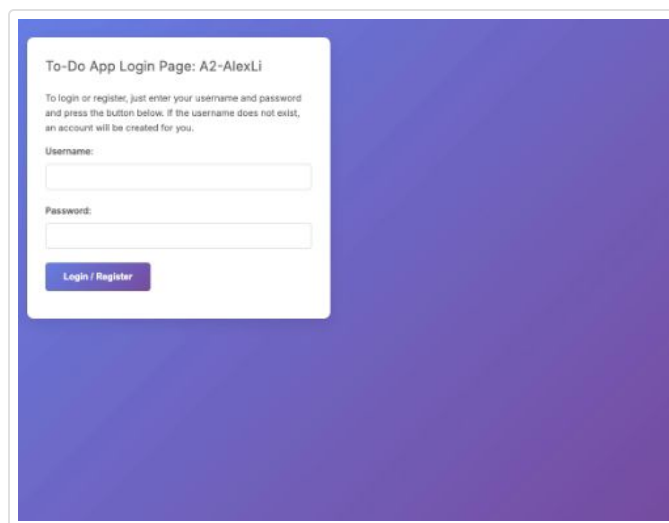 To-Do App Login Page: A2-AlexLi
To login or register, just enter your username and password
and press the button below. If the username does not exist,
an account will be created for you.
Username:
Password:
Login / Register